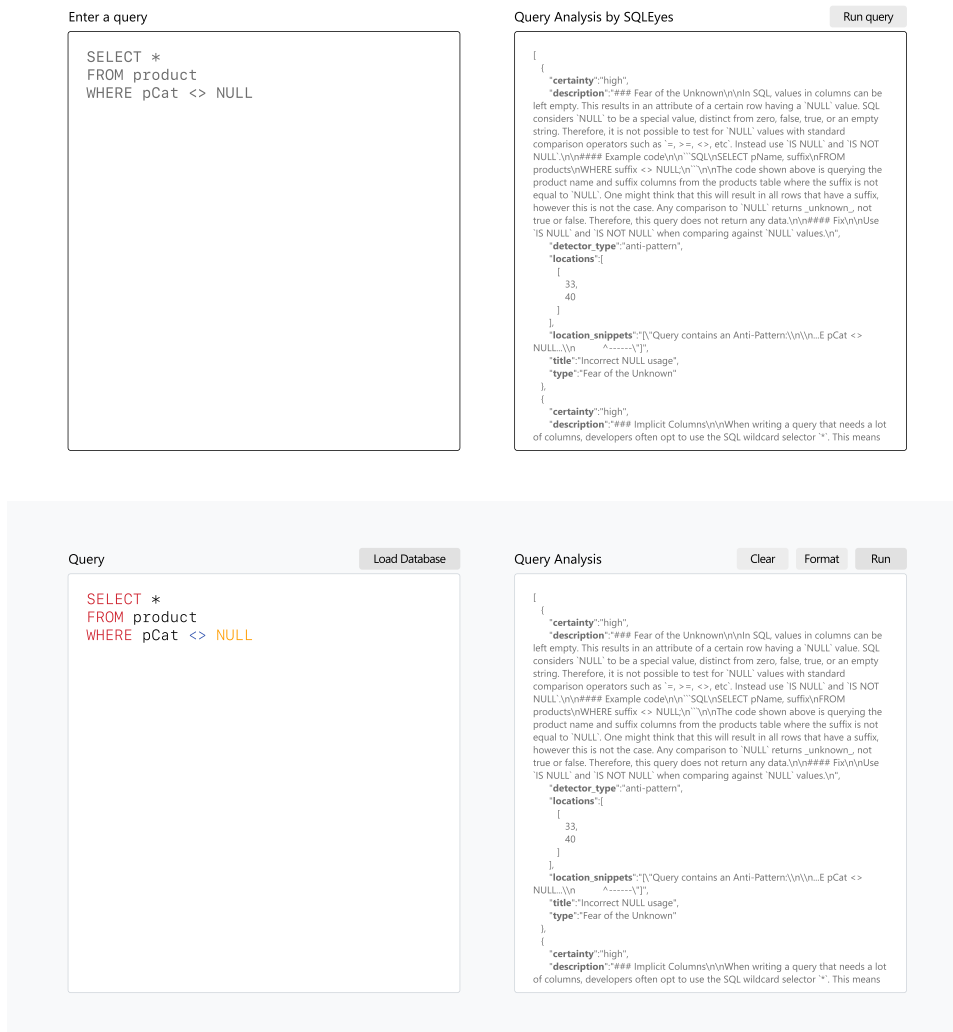 Enter a query
SELECT *
FROM product
WHERE pCat <> NULL
Query Analysis by SQLEyes
Run query
[
{
"certainty":"high",
"description":"### Fear of the Unknown\n\nIn SQL, values in columns can be
left empty. This results in an attribute of a certain row having a `NULL` value. SQL
considers `NULL` to be a special value, distinct from zero, false, true, or an empty
string. Therefore, it is not possible to test for `NULL` values with standard
comparison operators such as `=, >=, <>, etc`. Instead use `IS NULL` and `IS NOT
NULL`.\n\n#### Example code\n\n```SQL\nSELECT pName, suffix\nFROM
products\nWHERE suffix <> NULL;\n```\n\nThe code shown above is querying the
product name and suffix columns from the products table where the suffix is not
equal to `NULL`. One might think that this will result in all rows that have a suffix,
however this is not the case. Any comparison to `NULL` returns _unknown_, not
true or false. Therefore, this query does not return any data.\n\n#### Fix\n\nUse
`IS NULL` and `IS NOT NULL` when comparing against `NULL` values.\n",
"detector_type":"anti-pattern",
"locations":[
[
33,
40
]
],
"location_snippets":"[\"Query contains an Anti-Pattern:\\n\\n...E pCat <>
NULL...\\n ^------\"]",
"title":"Incorrect NULL usage",
"type":"Fear of the Unknown"
},
{
"certainty":"high",
"description":"### Implicit Columns\n\nWhen writing a query that needs a lot
of columns, developers often opt to use the SQL wildcard selector `*`. This means
Query
Load Database
SELECT *
FROM product
WHERE pCat <> NULL
Query Analysis
Clear
Format
Run
[
{
"certainty":"high",
"description":"### Fear of the Unknown\n\nIn SQL, values in columns can be
left empty. This results in an attribute of a certain row having a `NULL` value. SQL
considers `NULL` to be a special value, distinct from zero, false, true, or an empty
string. Therefore, it is not possible to test for `NULL` values with standard
comparison operators such as `=, >=, <>, etc`. Instead use `IS NULL` and `IS NOT
NULL`.\n\n#### Example code\n\n```SQL\nSELECT pName, suffix\nFROM
products\nWHERE suffix <> NULL;\n```\n\nThe code shown above is querying the
product name and suffix columns from the products table where the suffix is not
equal to `NULL`. One might think that this will result in all rows that have a suffix,
however this is not the case. Any comparison to `NULL` returns _unknown_, not
true or false. Therefore, this query does not return any data.\n\n#### Fix\n\nUse
`IS NULL` and `IS NOT NULL` when comparing against `NULL` values.\n",
"detector_type":"anti-pattern",
"locations":[
[
33,
40
]
],
"location_snippets":"[\"Query contains an Anti-Pattern:\\n\\n...E pCat <>
NULL...\\n ^------\"]",
"title":"Incorrect NULL usage",
"type":"Fear of the Unknown"
},
{
"certainty":"high",
"description":"### Implicit Columns\n\nWhen writing a query that needs a lot
of columns, developers often opt to use the SQL wildcard selector `*`. This means